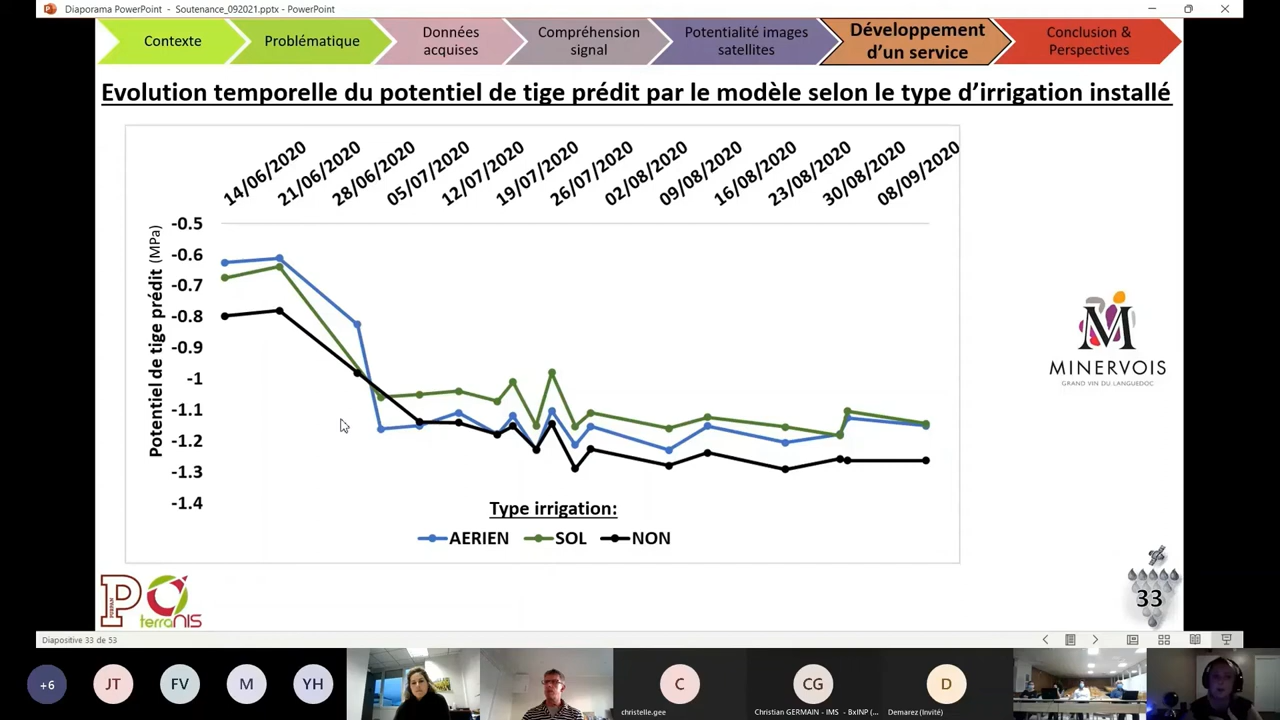 Diaporama PowerPoint - Soutenance_092021.pptx - PowerPoint
Contexte
Problématique
Données
acquises
Compréhension
signal
Potentialité images
satellites
Développement
d'un service
Conclusion &
Perspectives
Evolution temporelle du potentiel de tige prédit par le modèle selon le type d'irrigation installé
14/06/2020
21/06/2020
28/06/2020
05/07/2020
12/07/2020
19/07/2020
26/07/2020
02/08/2020
09/08/2020
16/08/2020
23/08/2020
30/08/2020
08/09/2020
Potentiel de tige prédit (MPa)
-0.5
-0.6
-0.7
-0.8
-0.9
-1
-1.1
-1.2
-1.3
-1.4
Type irrigation:
AERIEN
SOL
NON
M
MINERVOIS
GRAND VIN DU LANGUEDOC
P
PURPAN
terraNIS
33
Diapositive 33 de 53
+6
JT
FV
M
YH
C
christelle.gee
CG
Christian GERMAIN - IMS - BxINP (...
D
Demarez (Invité)